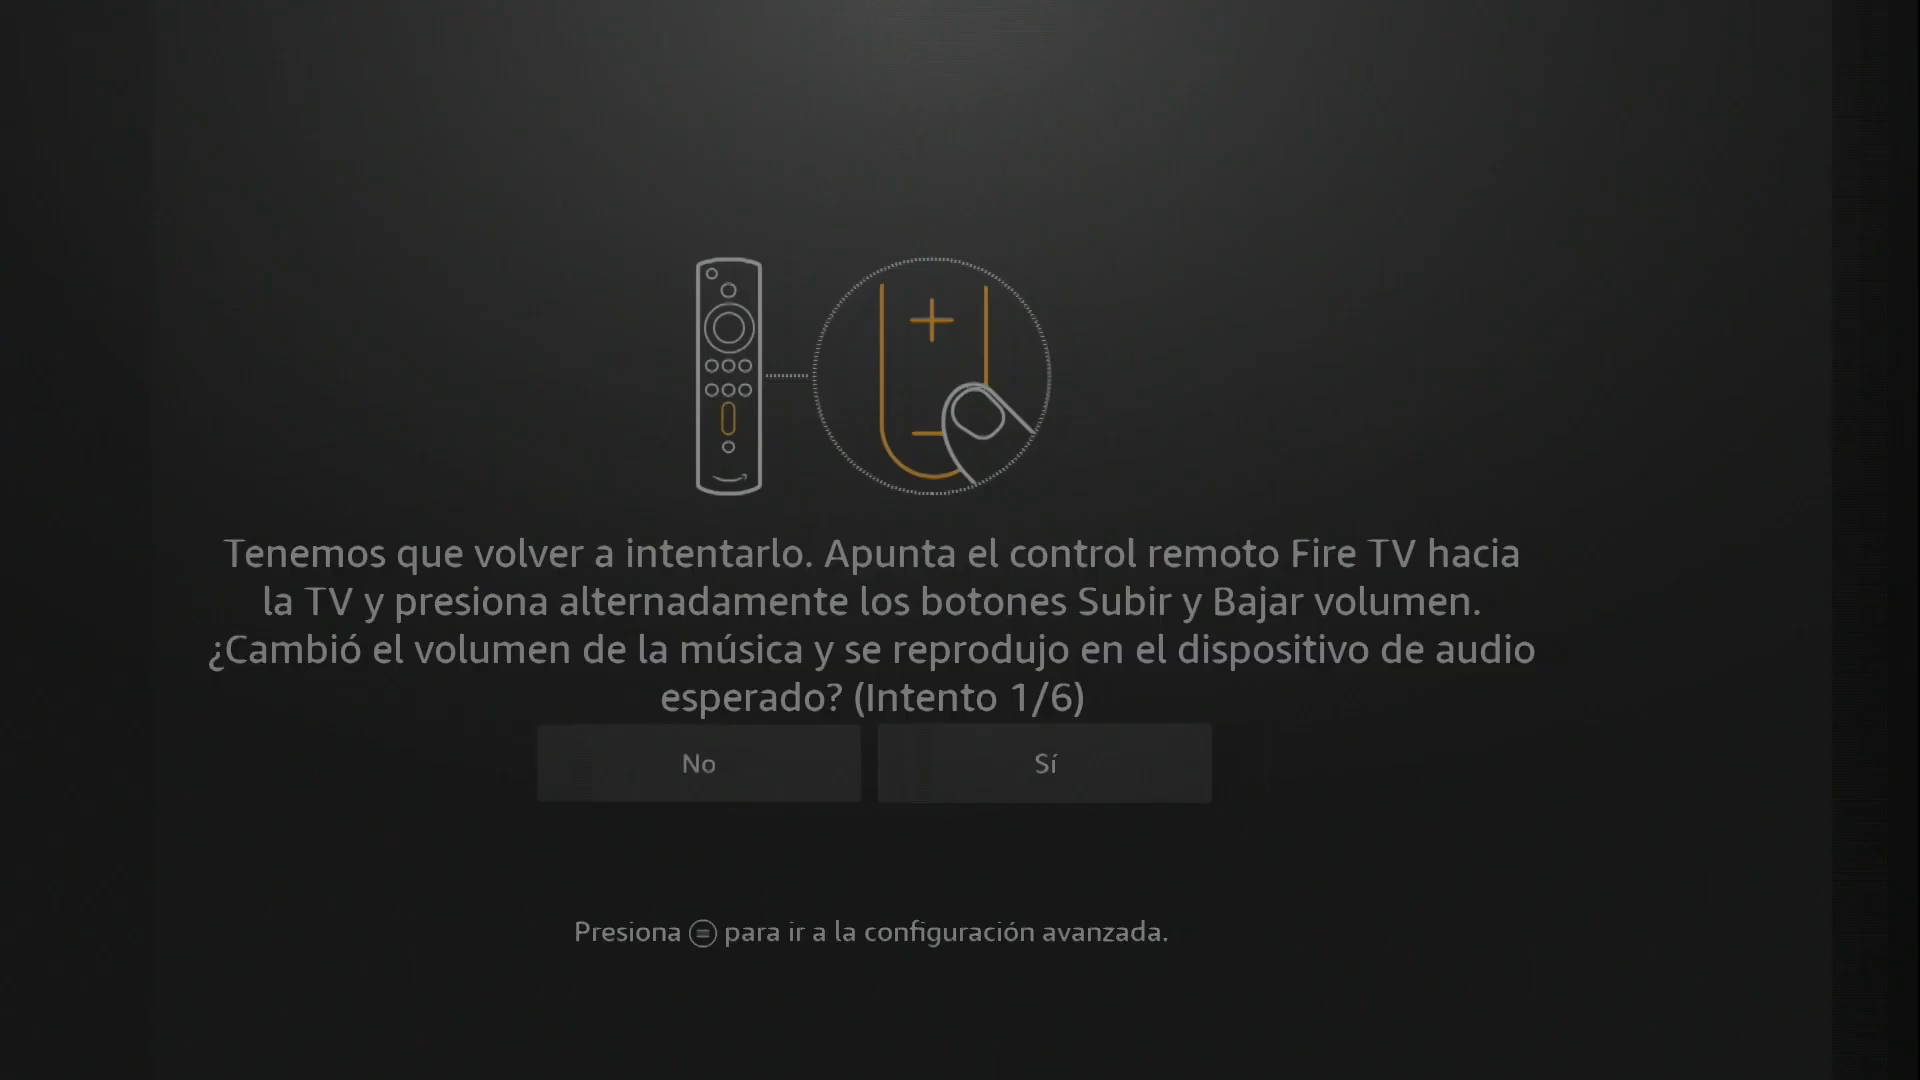 Tenemos que volver a intentarlo. Apunta el control remoto Fire TV hacia
la TV y presiona alternadamente los botones Subir y Bajar volumen.
¿Cambió el volumen de la música y se reprodujo en el dispositivo de audio
esperado? (Intento 1/6)
No
Sí
Presiona para ir a la configuración avanzada.